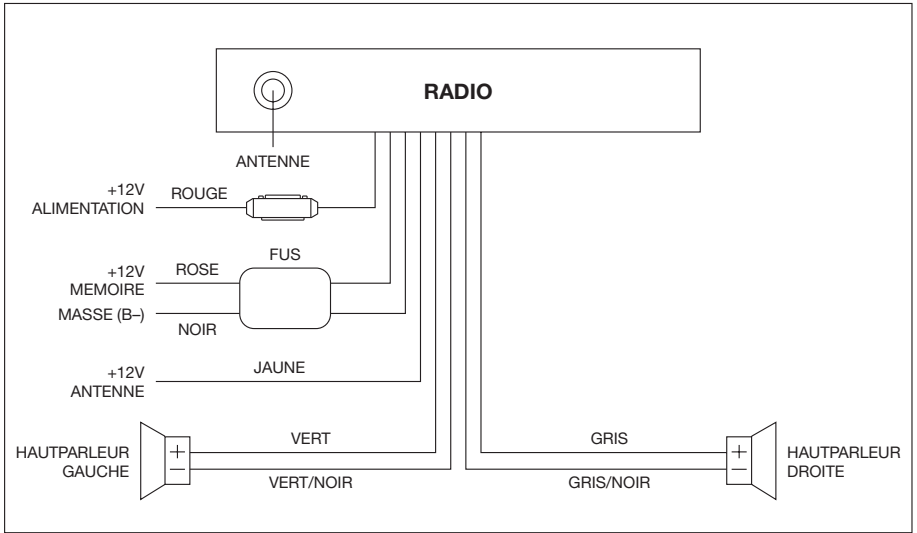 RADIO
ANTENNE
+12V
ALIMENTATION
ROUGE
FUS
+12V
MEMOIRE
ROSE
MASSE (B–)
NOIR
+12V
ANTENNE
JAUNE
HAUTPARLEUR
GAUCHE
+
–
VERT
VERT/NOIR
GRIS
GRIS/NOIR
+
–
HAUTPARLEUR
DROITE